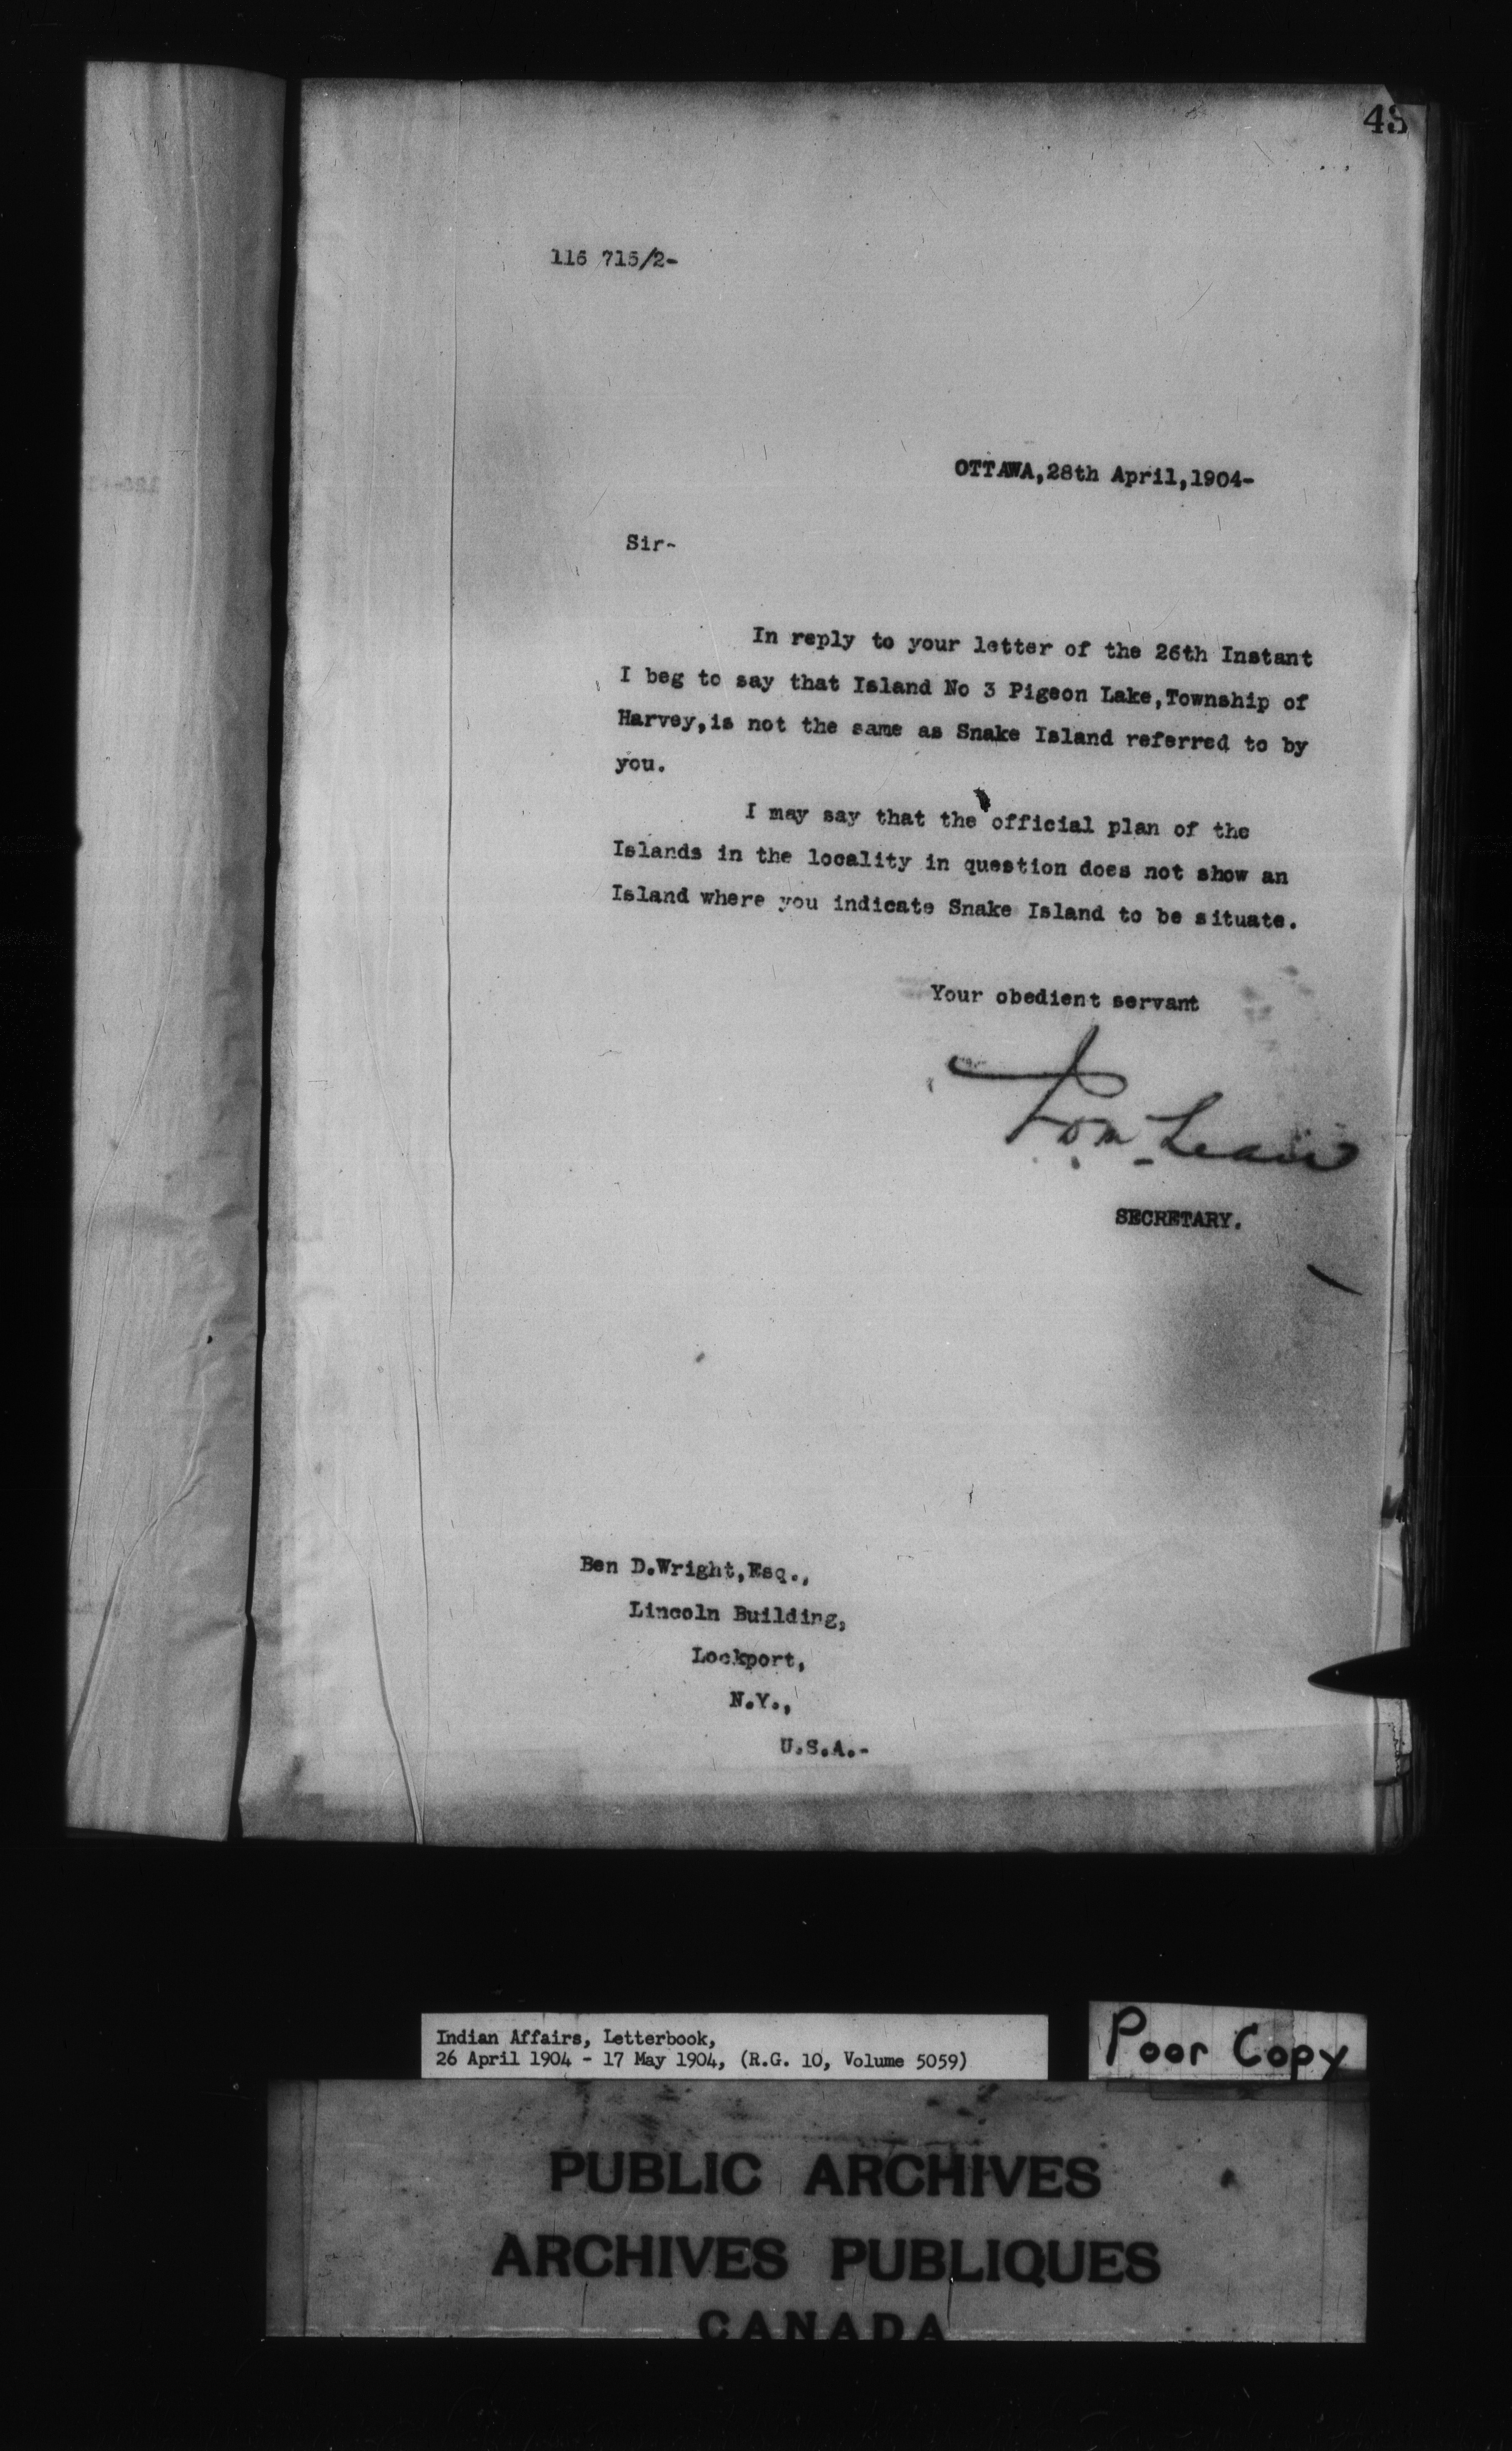 43
116 715/2-
OTTAWA,28th April,1904-
Sir-
In reply to your letter of the 26th Instant
I beg to say that Island No 3 Pigeon Lake,Township of
Harvey,is not the same as Snake Island referred to by
you.
I may say that the official plan of the
Islands in the locality in question does not show an
Island where you indicate Snake Island to be situate.
Your obedient servant
SECRETARY.
Ben D.Wright,Esq.,
Lincoln Building,
Lockport,
N.Y.,
U.S.A.-
Indian Affairs, Letterbook,
26 April 1904 - 17 May 1904, (R.G. 10, Volume 5059)
Poor Copy
PUBLIC ARCHIVES
ARCHIVES PUBLIQUES
CANADA